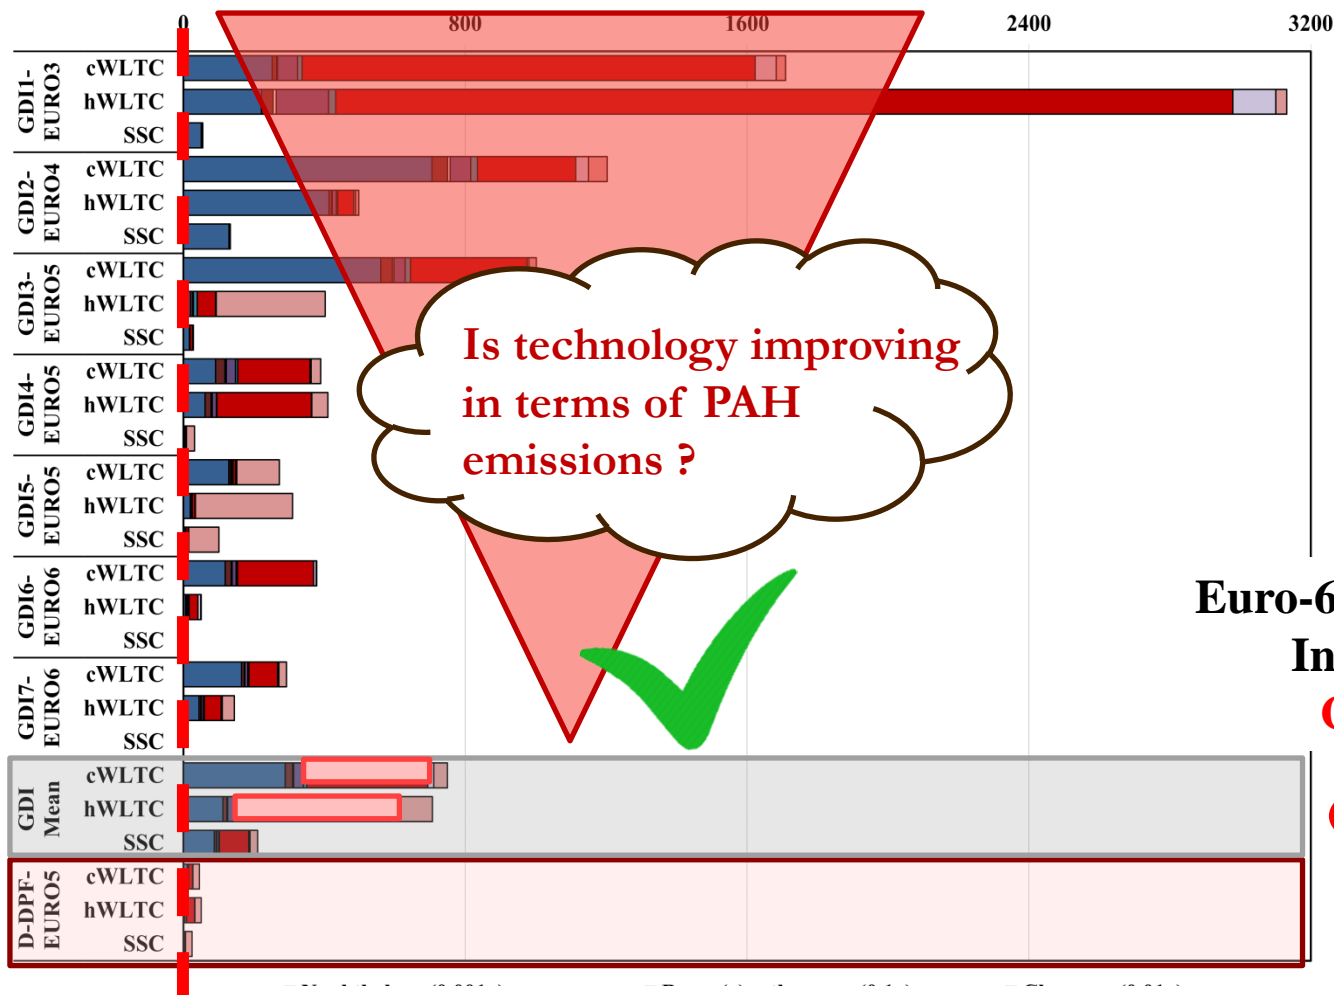 0 800 1600 2400 3200
GDI1-
EURO3
cWLTC
hWLTC
SSC
GDI2-
EURO4
cWLTC
hWLTC
SSC
GDI3-
EURO5
cWLTC
hWLTC
SSC
GDI4-
EURO5
cWLTC
hWLTC
SSC
GDI5-
EURO5
cWLTC
hWLTC
SSC
GDI6-
EURO6
cWLTC
hWLTC
SSC
GDI7-
EURO6
cWLTC
hWLTC
SSC
GDI
Mean
cWLTC
hWLTC
SSC
D-DPF-
EURO5
cWLTC
hWLTC
SSC
Is technology improving
in terms of PAH
emissions ?
Euro-6
In